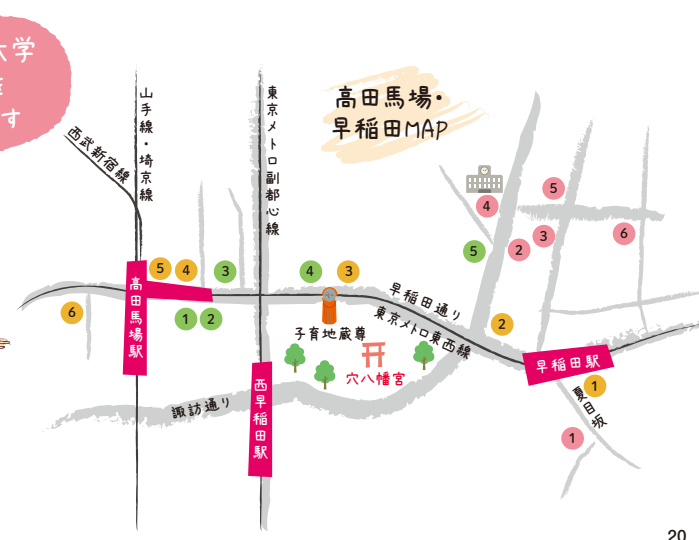 大学
す
高田馬場・
早稲田MAP
山手線・埼京線
東京メトロ副都心線
西武新宿線
4
5
5
3
2
6
5
4
3
4
3
高田馬場駅
早稲田通り
6
1
2
子育地蔵尊
東京メトロ東西線
2
穴八幡宮
早稲田駅
西早稲田駅
諏訪通り
1
夏目坂
1
20